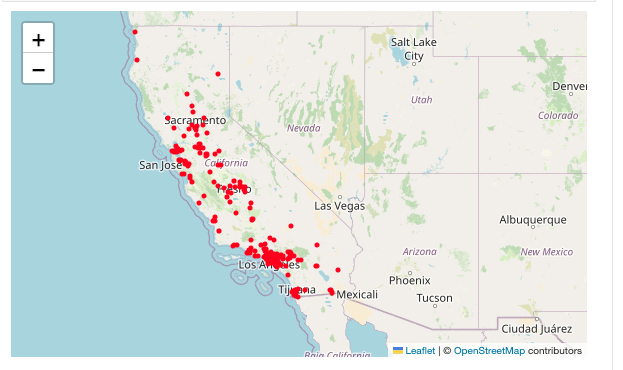 +
Salt Lake
City
−
Denver
Utah
Colorado
Sacramento
Nevada
San Jose
California
Fresno
Las Vegas
Albuquerque
Los Angeles
Arizona
New Mexico
Phoenix
Tijuana
Mexicali
Tucson
Ciudad Juárez
Baja California
Leaflet | © OpenStreetMap contributors